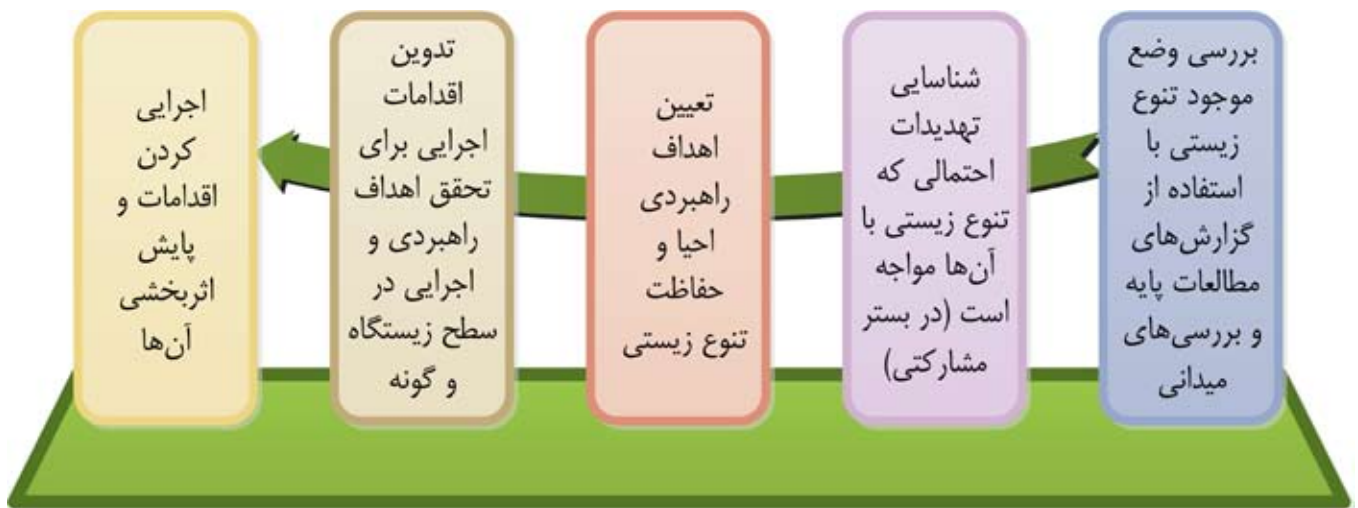 بررسی وضع
موجود تنوع
زیستی با
استفاده از
گزارش‌های
مطالعات پایه
و بررسی‌های
میدانی
شناسایی
تهدیدات
احتمالی که
تنوع زیستی با
آن‌ها مواجه
است (در بستر
مشارکتی)
تعیین
اهداف
راهبردی
احیا و
حفاظت
تنوع زیستی
تدوین
اقدامات
اجرایی برای
تحقق اهداف
راهبردی و
اجرایی در
سطح زیستگاه
و گونه
اجرایی
کردن
اقدامات و
پایش
اثربخشی
آن‌ها